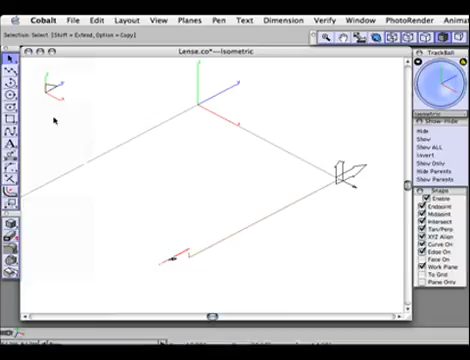 Cobalt File Edit Layout View Pen Text Dimension Verify Window PhotoRender Anima
Selection: Select [Shift = Extend, Option = Copy]
Lense.co*---Isometric
TrackBall
Isometric
Show-Hide
Hide
Show
Show ALL
Invert
Show Only
Hide Parents
Show Parents
Snaps
Enable
Endpoint
Midpoint
Intersect
Tan/Perp
XYZ Align
Curve On
Edge On
Face On
Work Plane
To Grid
Plane Only